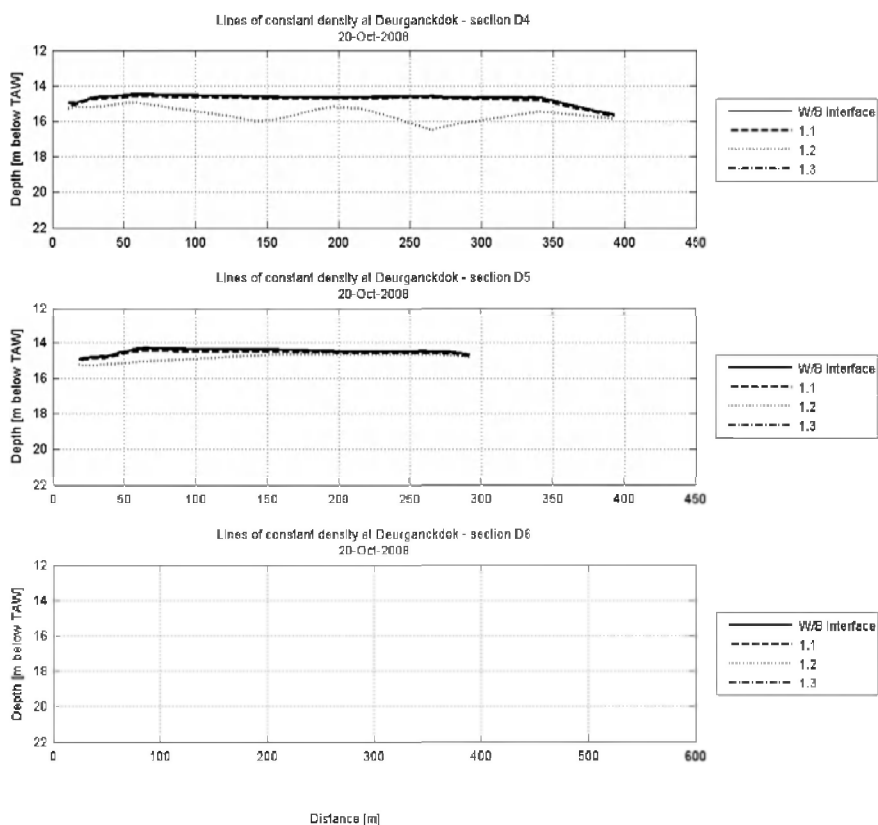 Lines of constant density at Deurganckdok - section D4
20-Oct-2008
12
14
16
18
20
22
Depth [m below TAW]
0 50 100 150 200 250 300 350 400 450
W/B Interface
1.1
1.2
1.3
Lines of constant density at Deurganckdok - section D5
20-Oct-2008
12
14
16
18
20
22
Depth [m below TAW]
0 50 100 150 200 250 300 350 400 450
W/B Interface
1.1
1.2
1.3
Lines of constant density at Deurganckdok - section D6
20-Oct-2008
12
14
16
18
20
22
Depth [m below TAW]
0 100 200 300 400 500 600
W/B Interface
1.1
1.2
1.3
Distance [m]